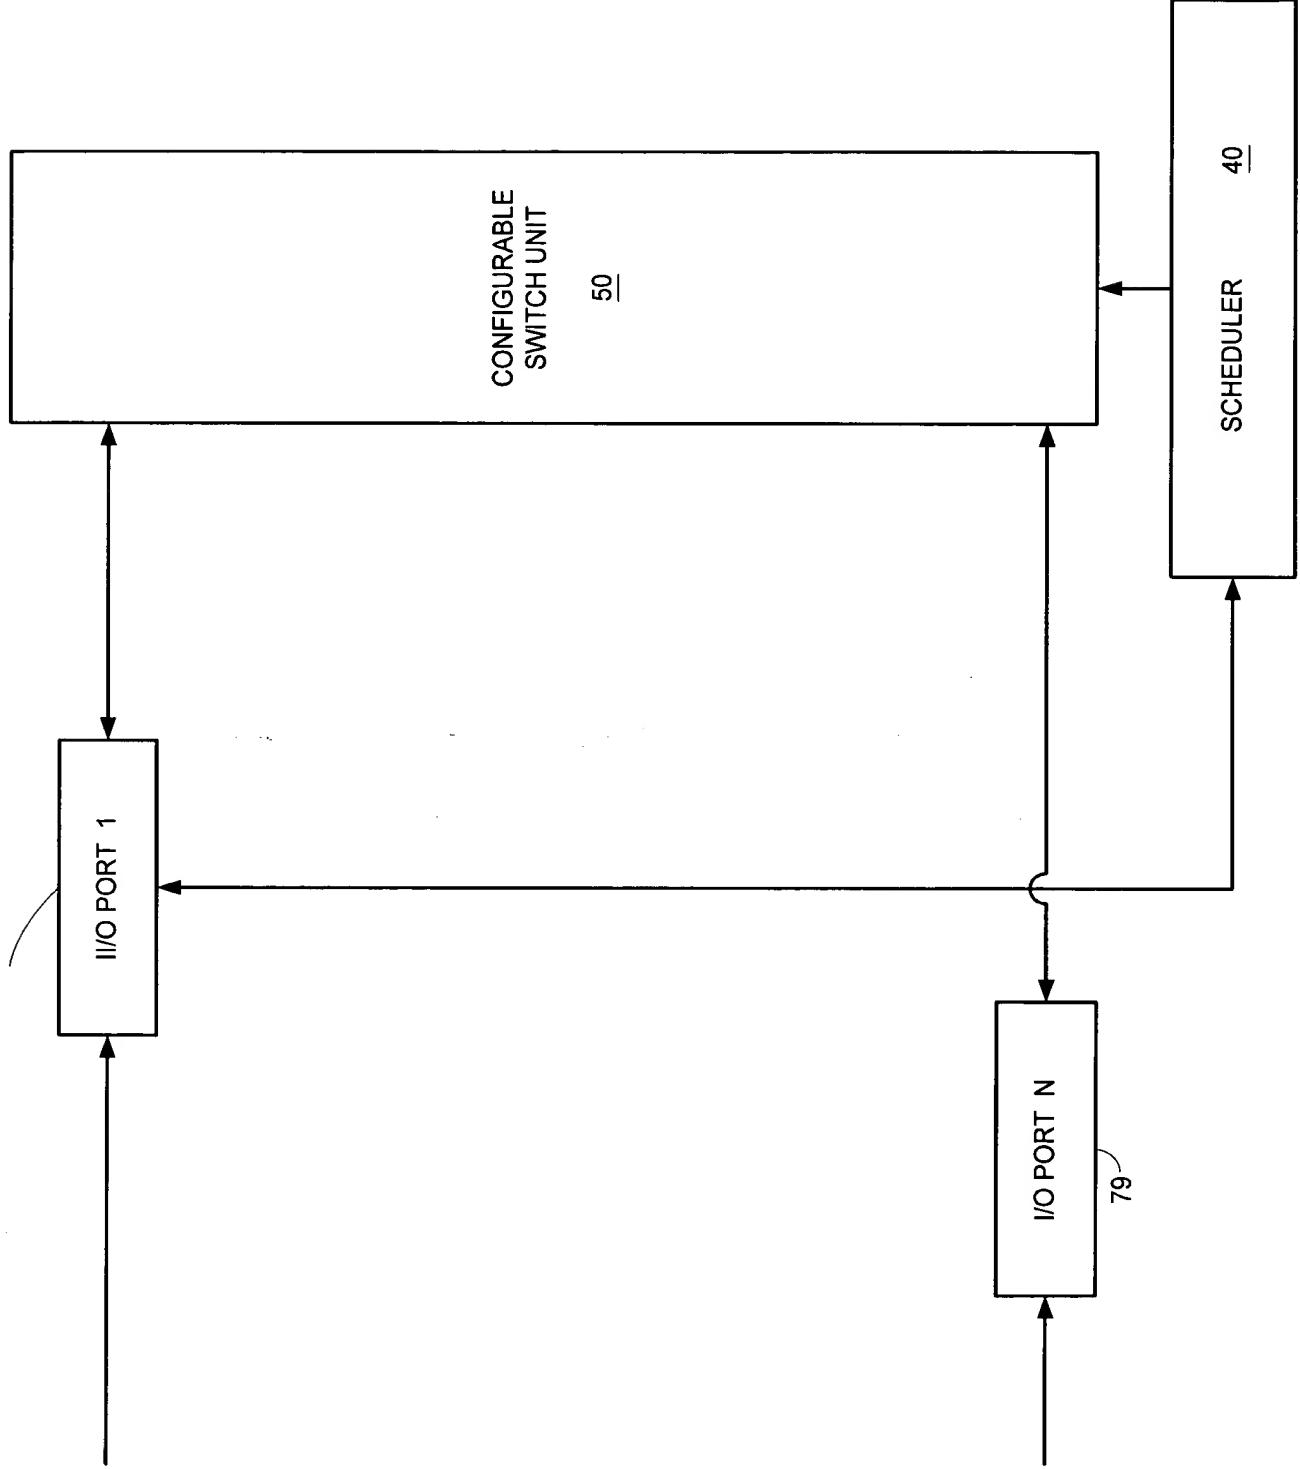 CONFIGURABLE
SWITCH UNIT
50
SCHEDULER 40
II/O PORT 1
I/O PORT N
79